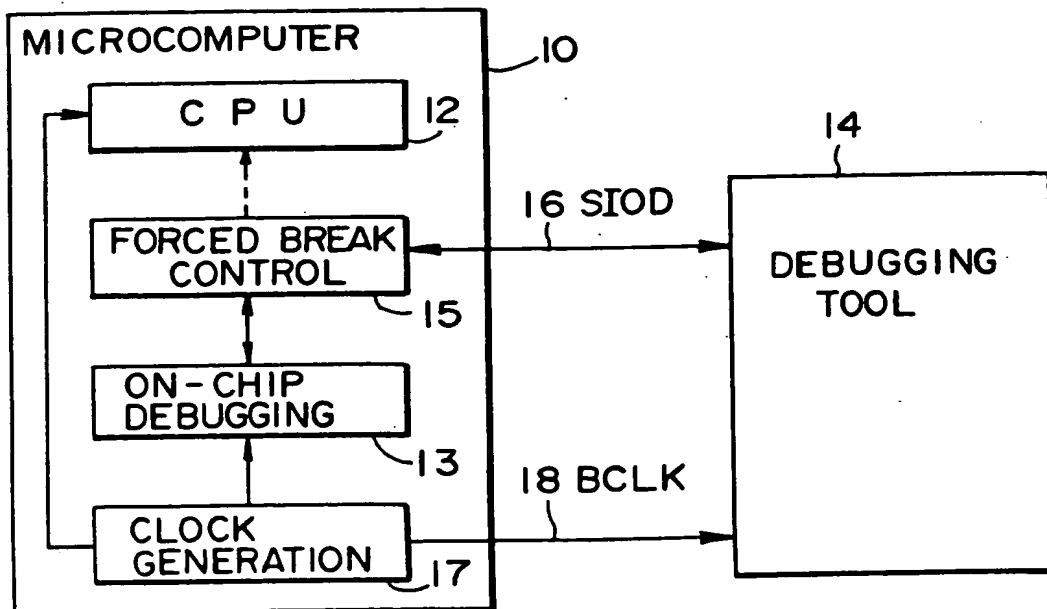 MICROCOMPUTER
10
CPU
12
14
16 SIOD
FORCED BREAK
CONTROL
15
DEBUGGING
TOOL
ON-CHIP
DEBUGGING
13
18 BCLK
CLOCK
GENERATION
17